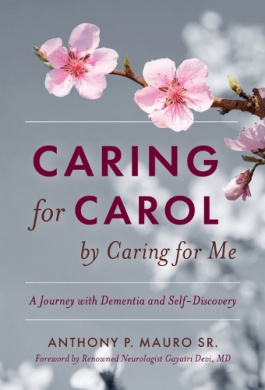 CARING
for CAROL
by Caring for Me
A Journey with Dementia and Self-Discovery
ANTHONY P. MAURO SR.
Foreword by Renowned Neurologist Gayatri Devi, MD